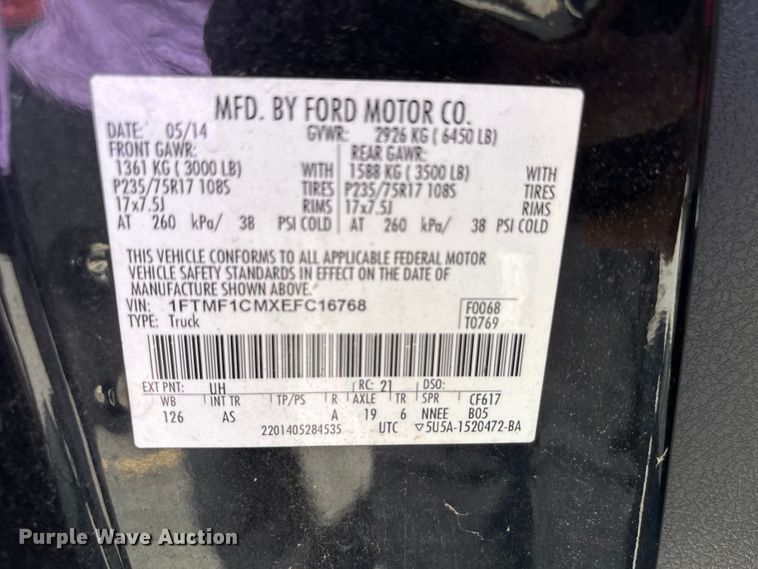 MFD. BY FORD MOTOR CO.
DATE: 05/14 GVWR: 2926 KG ( 6450 LB)
FRONT GAWR: REAR GAWR:
1361 KG ( 3000 LB) WITH 1588 KG ( 3500 LB) WITH
P235/75R17 108S TIRES P235/75R17 108S TIRES
17x7.5J RIMS 17x7.5J RIMS
AT 260 kPa/ 38 PSI COLD AT 260 kPa/ 38 PSI COLD
THIS VEHICLE CONFORMS TO ALL APPLICABLE FEDERAL MOTOR
VEHICLE SAFETY STANDARDS IN EFFECT ON THE DATE OF
MANUFACTURE SHOWN ABOVE.
VIN: 1FTMF1CMXEFC16768 F0068
TYPE: Truck T0769
EXT PNT: UH RC: 21 DSO:
WB INT TR TP/PS R AXLE TR SPR CF617
126 AS A 19 6 NNEE B05
2201405284535 UTC ▽5U5A-1520472-BA
Purple Wave Auction